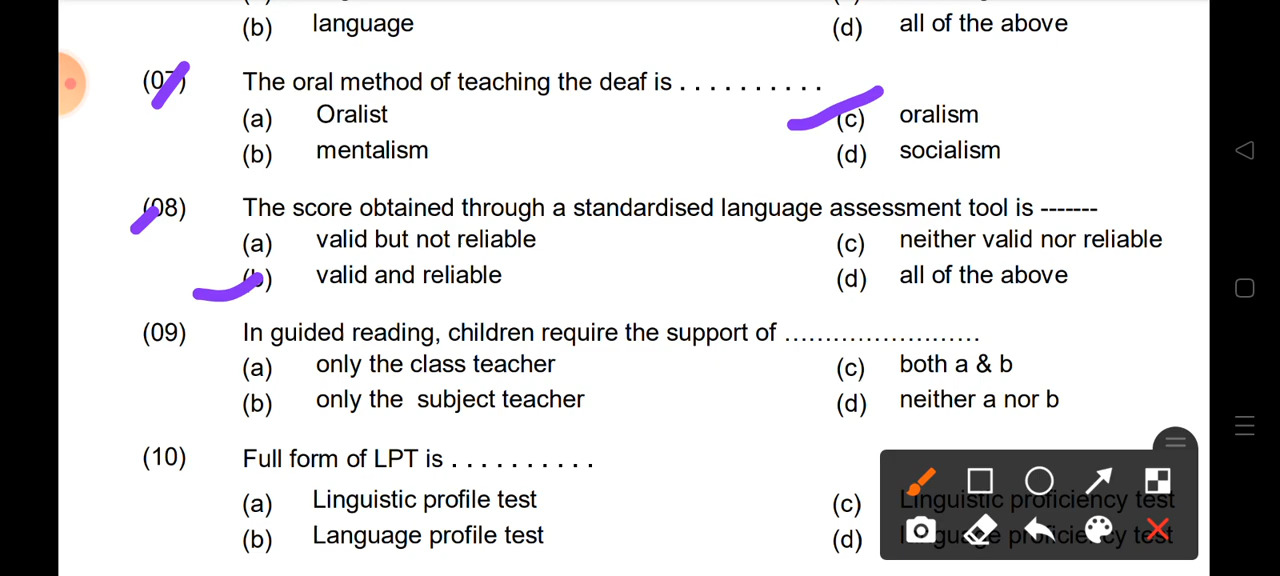 (b) language (d) all of the above
(07) The oral method of teaching the deaf is . . . . . . . . . .
(a) Oralist (c) oralism
(b) mentalism (d) socialism
(08) The score obtained through a standardised language assessment tool is -------
(a) valid but not reliable (c) neither valid nor reliable
(b) valid and reliable (d) all of the above
(09) In guided reading, children require the support of ........................
(a) only the class teacher (c) both a & b
(b) only the subject teacher (d) neither a nor b
(10) Full form of LPT is . . . . . . . . . .
(a) Linguistic profile test (c) Linguistic proficiency test
(b) Language profile test (d) language proficiency test